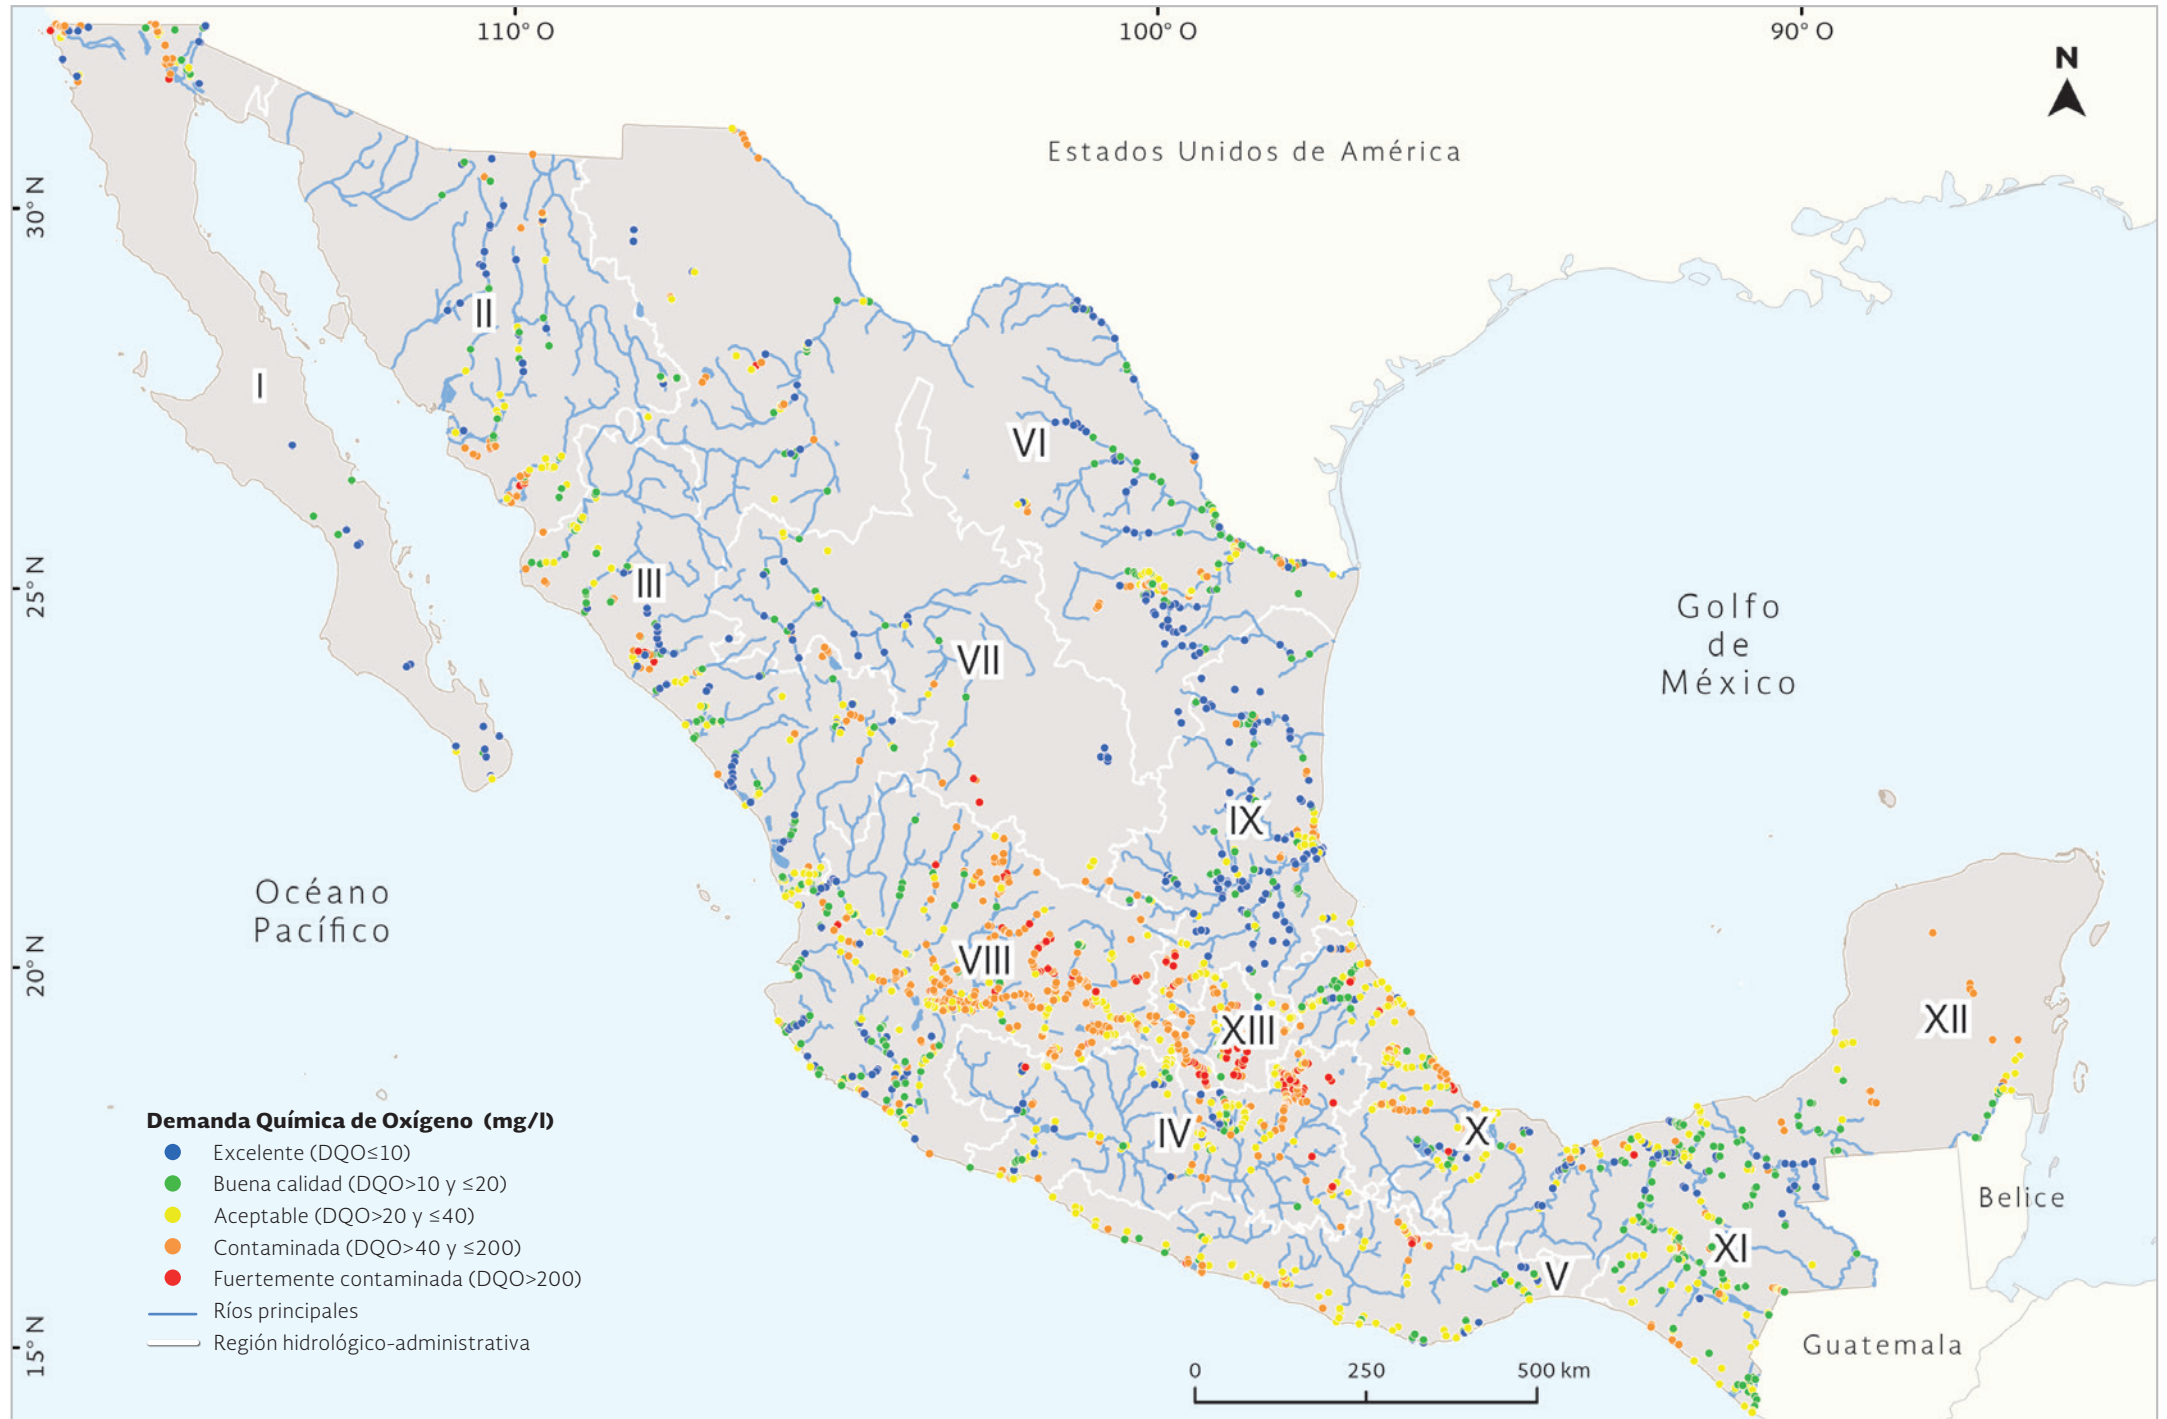 110° O
100° O
90° O
N
Estados Unidos de América
30° N
II
I
VI
25° N
III
Golfo
de
México
VII
IX
Océano
Pacífico
20° N
VIII
XII
XIII
Demanda Química de Oxígeno (mg/l)
Excelente (DQO≤10)
Buena calidad (DQO>10 y ≤20)
Aceptable (DQO>20 y ≤40)
Contaminada (DQO>40 y ≤200)
Fuertemente contaminada (DQO>200)
Ríos principales
Región hidrológico-administrativa
IV
X
Belice
XI
V
15° N
Guatemala
0 250 500 km